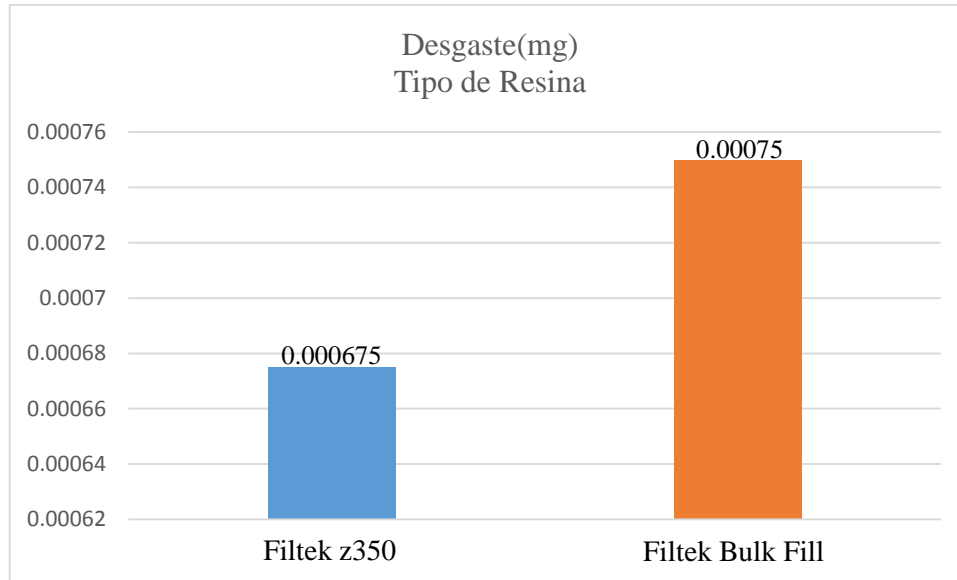 Desgaste(mg)
Tipo de Resina
0.00076
0.00074
0.00072
0.0007
0.00068
0.00066
0.00064
0.00062
0.000675
0.00075
Filtek z350
Filtek Bulk Fill